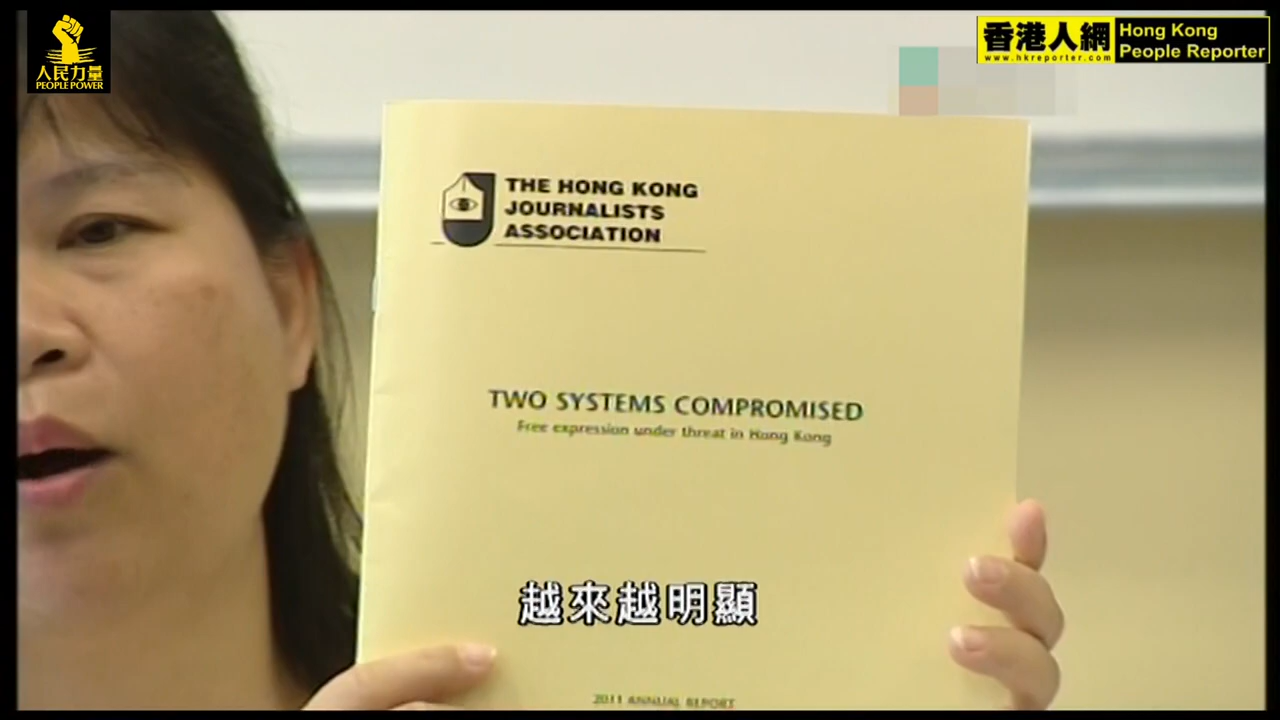 人民力量
PEOPLE POWER
香港人網
www.hkreporter.com
Hong Kong
People Reporter
THE HONG KONG
JOURNALISTS
ASSOCIATION
TWO SYSTEMS COMPROMISED
Free expression under threat in Hong Kong
越來越明顯
2011 ANNUAL REPORT